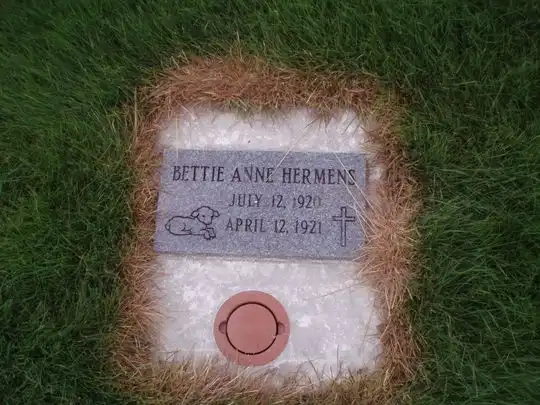 BETTIE ANNE HERMENS
JULY 12, 1920
APRIL 12, 1921